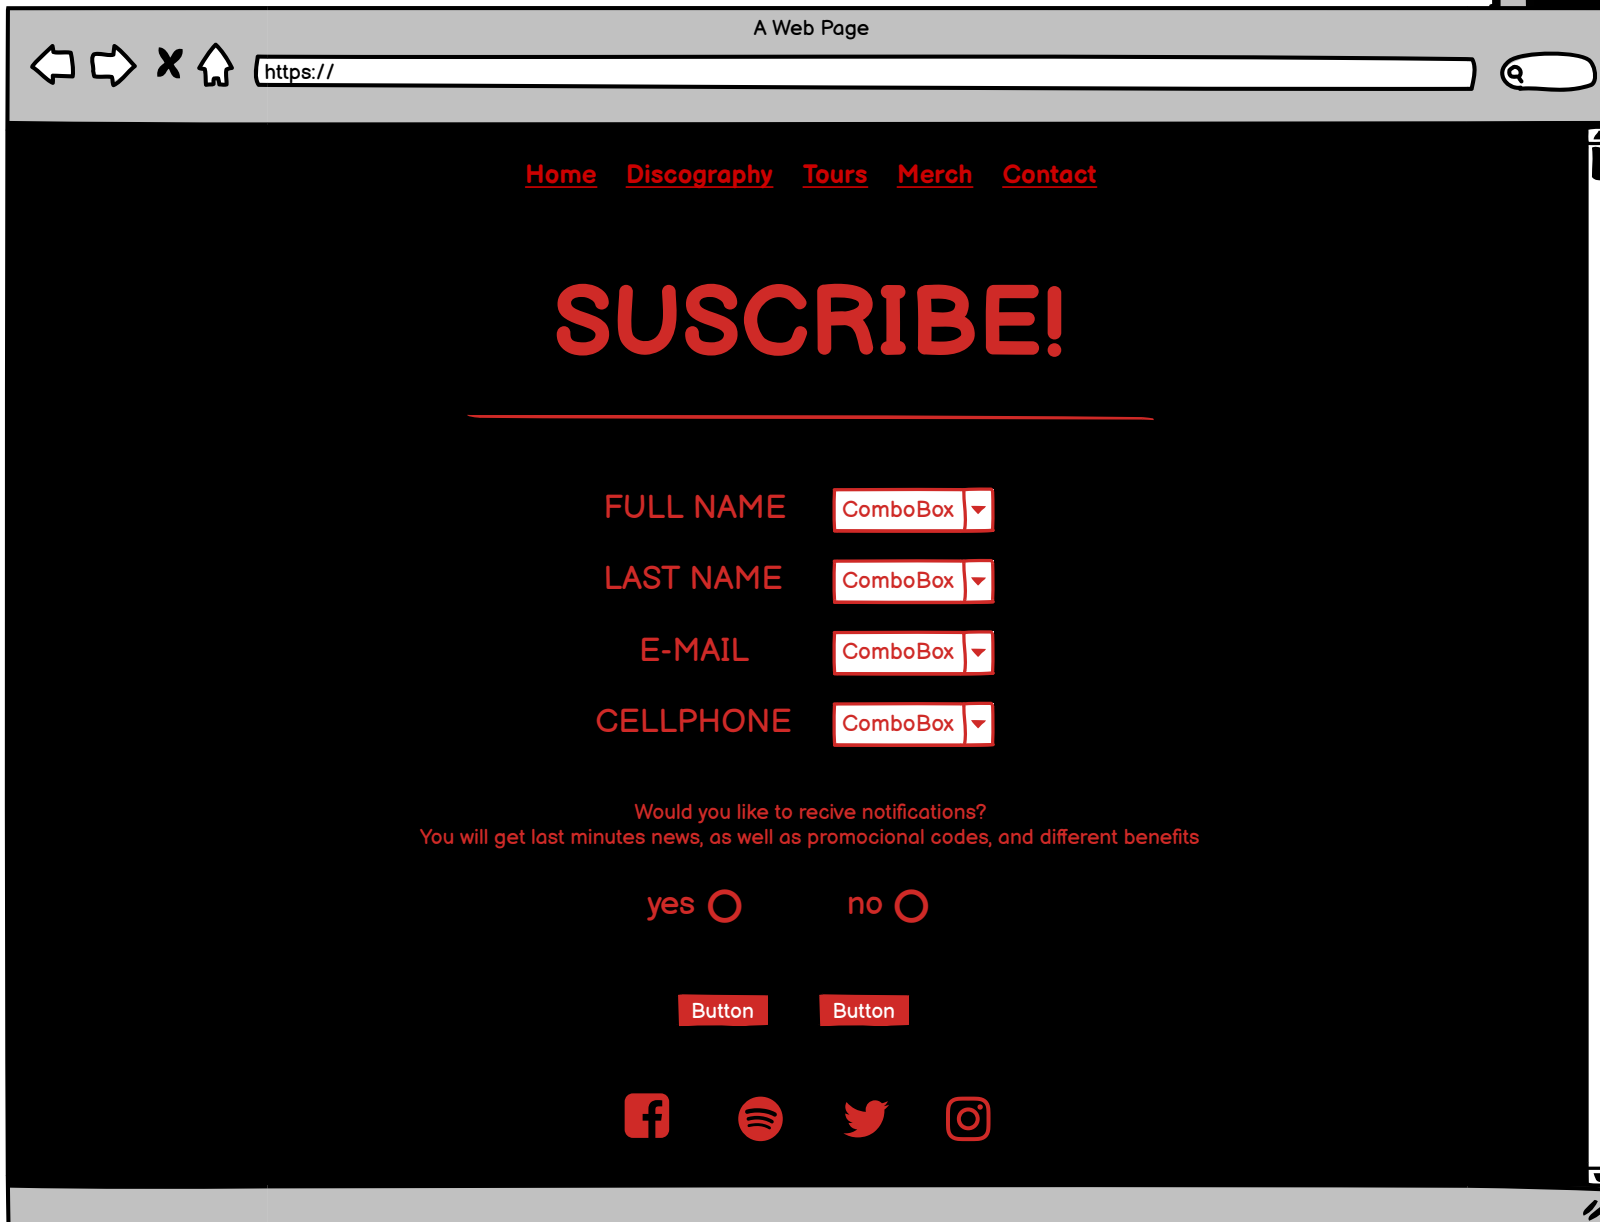 A Web Page
https://
Home Discography Tours Merch Contact
SUSCRIBE!
FULL NAME ComboBox
LAST NAME ComboBox
E-MAIL ComboBox
CELLPHONE ComboBox
Would you like to recive notifications?
You will get last minutes news, as well as promocional codes, and different benefits
yes no
Button Button